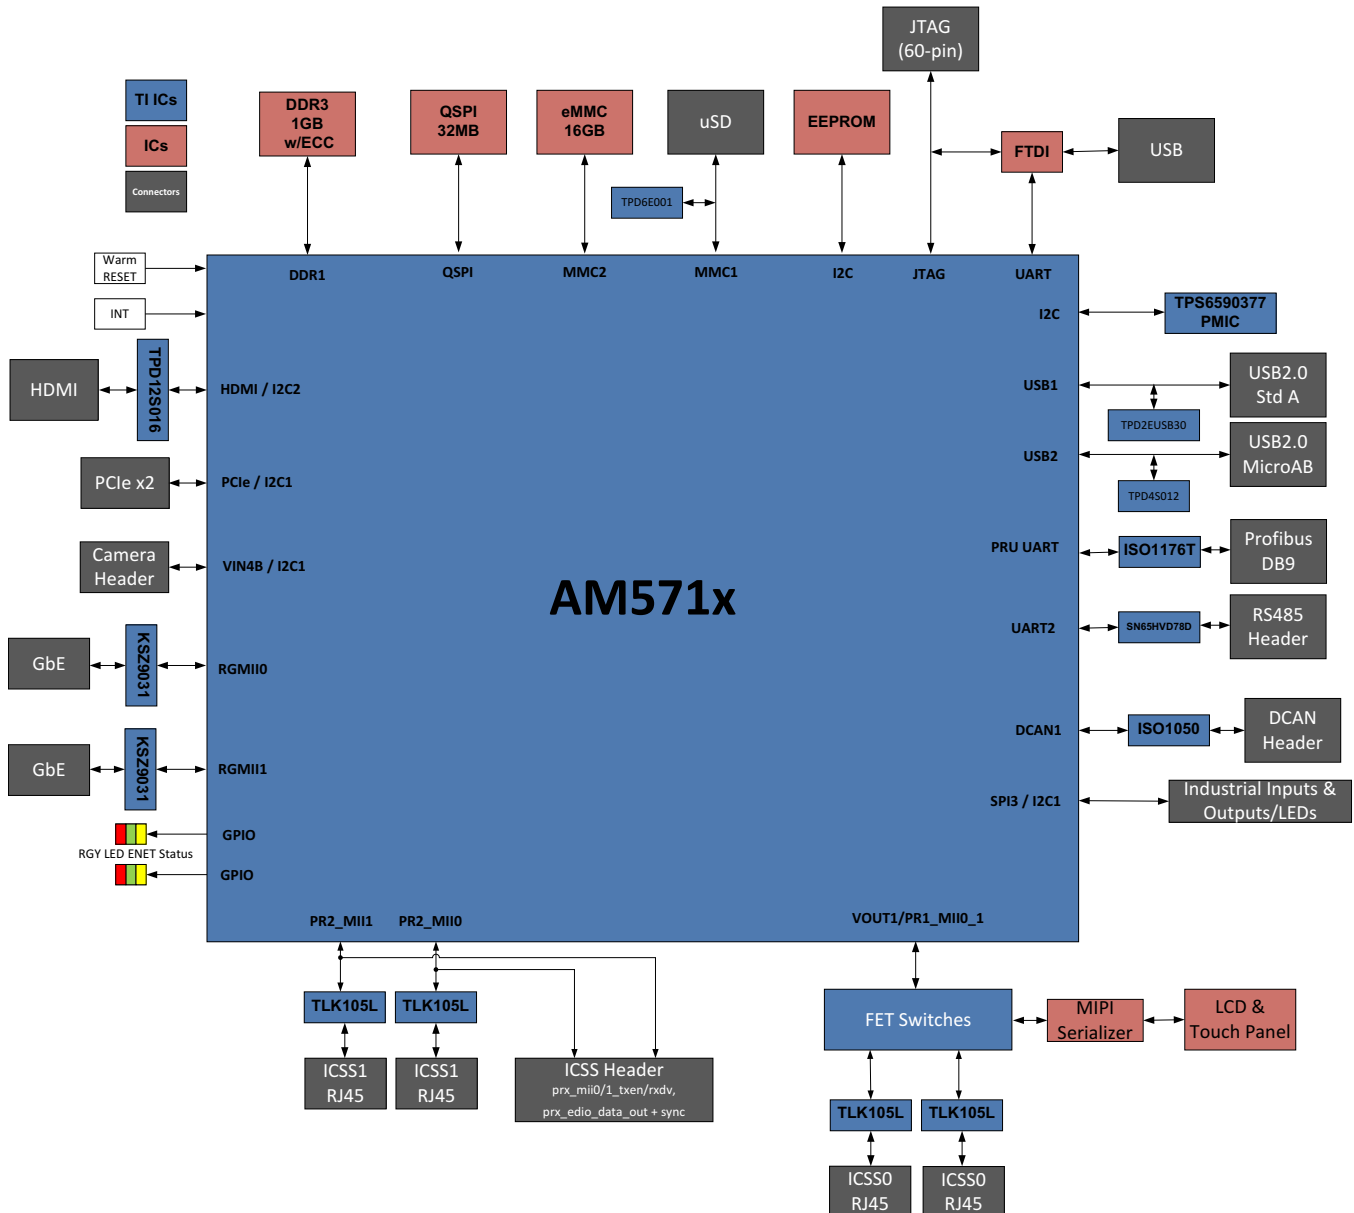 JTAG
(60-pin)
TI ICs
ICs
Connectors
DDR3
1GB
w/ECC
QSPI
32MB
eMMC
16GB
uSD
EEPROM
FTDI
USB
TPD6E001
Warm
RESET
INT
DDR1
QSPI
MMC2
MMC1
I2C
JTAG
UART
I2C
TPS6590377
PMIC
HDMI
TPD12S016
HDMI / I2C2
USB1
USB2.0
Std A
TPD2EUSB30
USB2
USB2.0
MicroAB
TPD4S012
PCIe x2
PCIe / I2C1
Camera
Header
VIN4B / I2C1
PRU UART
ISO1176T
Profibus
DB9
AM571x
UART2
SN65HVD78D
RS485
Header
GbE
KSZ9031
RGMII0
DCAN1
ISO1050
DCAN
Header
GbE
KSZ9031
RGMII1
SPI3 / I2C1
Industrial Inputs &
Outputs/LEDs
GPIO
RGY LED ENET Status
GPIO
PR2_MII1
PR2_MII0
VOUT1/PR1_MII0_1
TLK105L
TLK105L
ICSS1
RJ45
ICSS1
RJ45
ICSS Header
prx_mii0/1_txen/rxdv,
prx_edio_data_out + sync
FET Switches
MIPI
Serializer
LCD &
Touch Panel
TLK105L
TLK105L
ICSS0
RJ45
ICSS0
RJ45